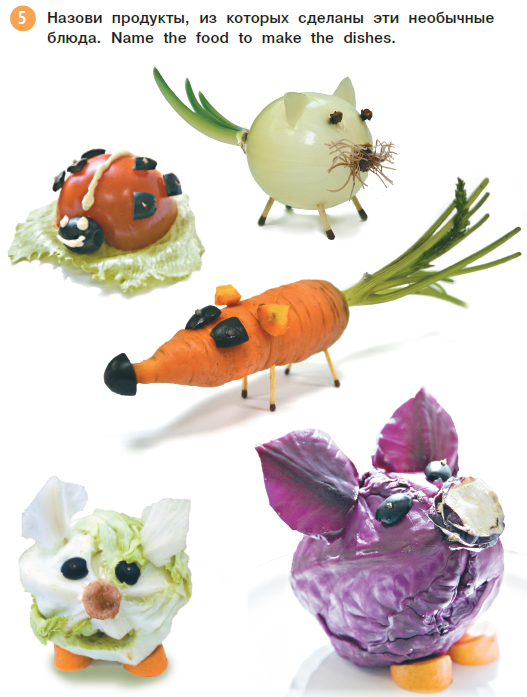 5 Назови продукты, из которых сделаны эти необычные
блюда. Name the food to make the dishes.